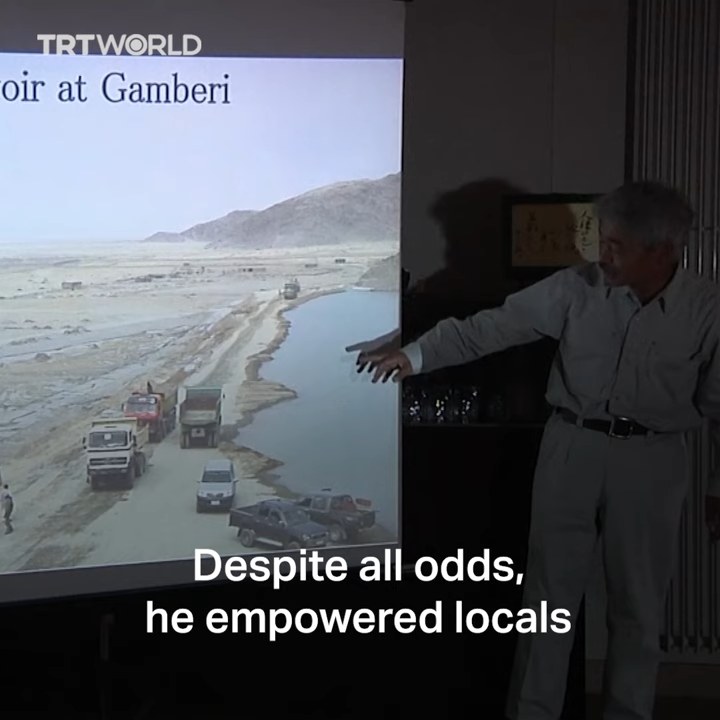 TRTWORLD
oir at Gamberi
Despite all odds,
he empowered locals